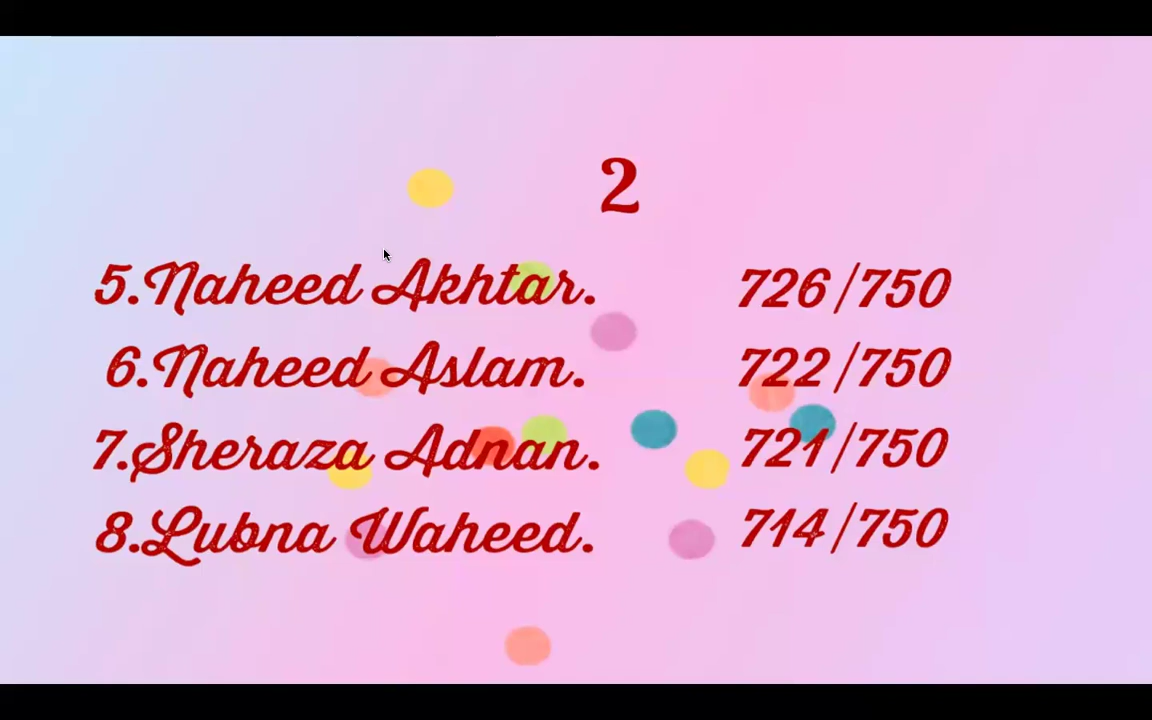 2
5.Naheed Akhtar. 726/750
6.Naheed Aslam. 722/750
7.Sheraza Adnan. 721/750
8.Lubna Waheed. 714/750